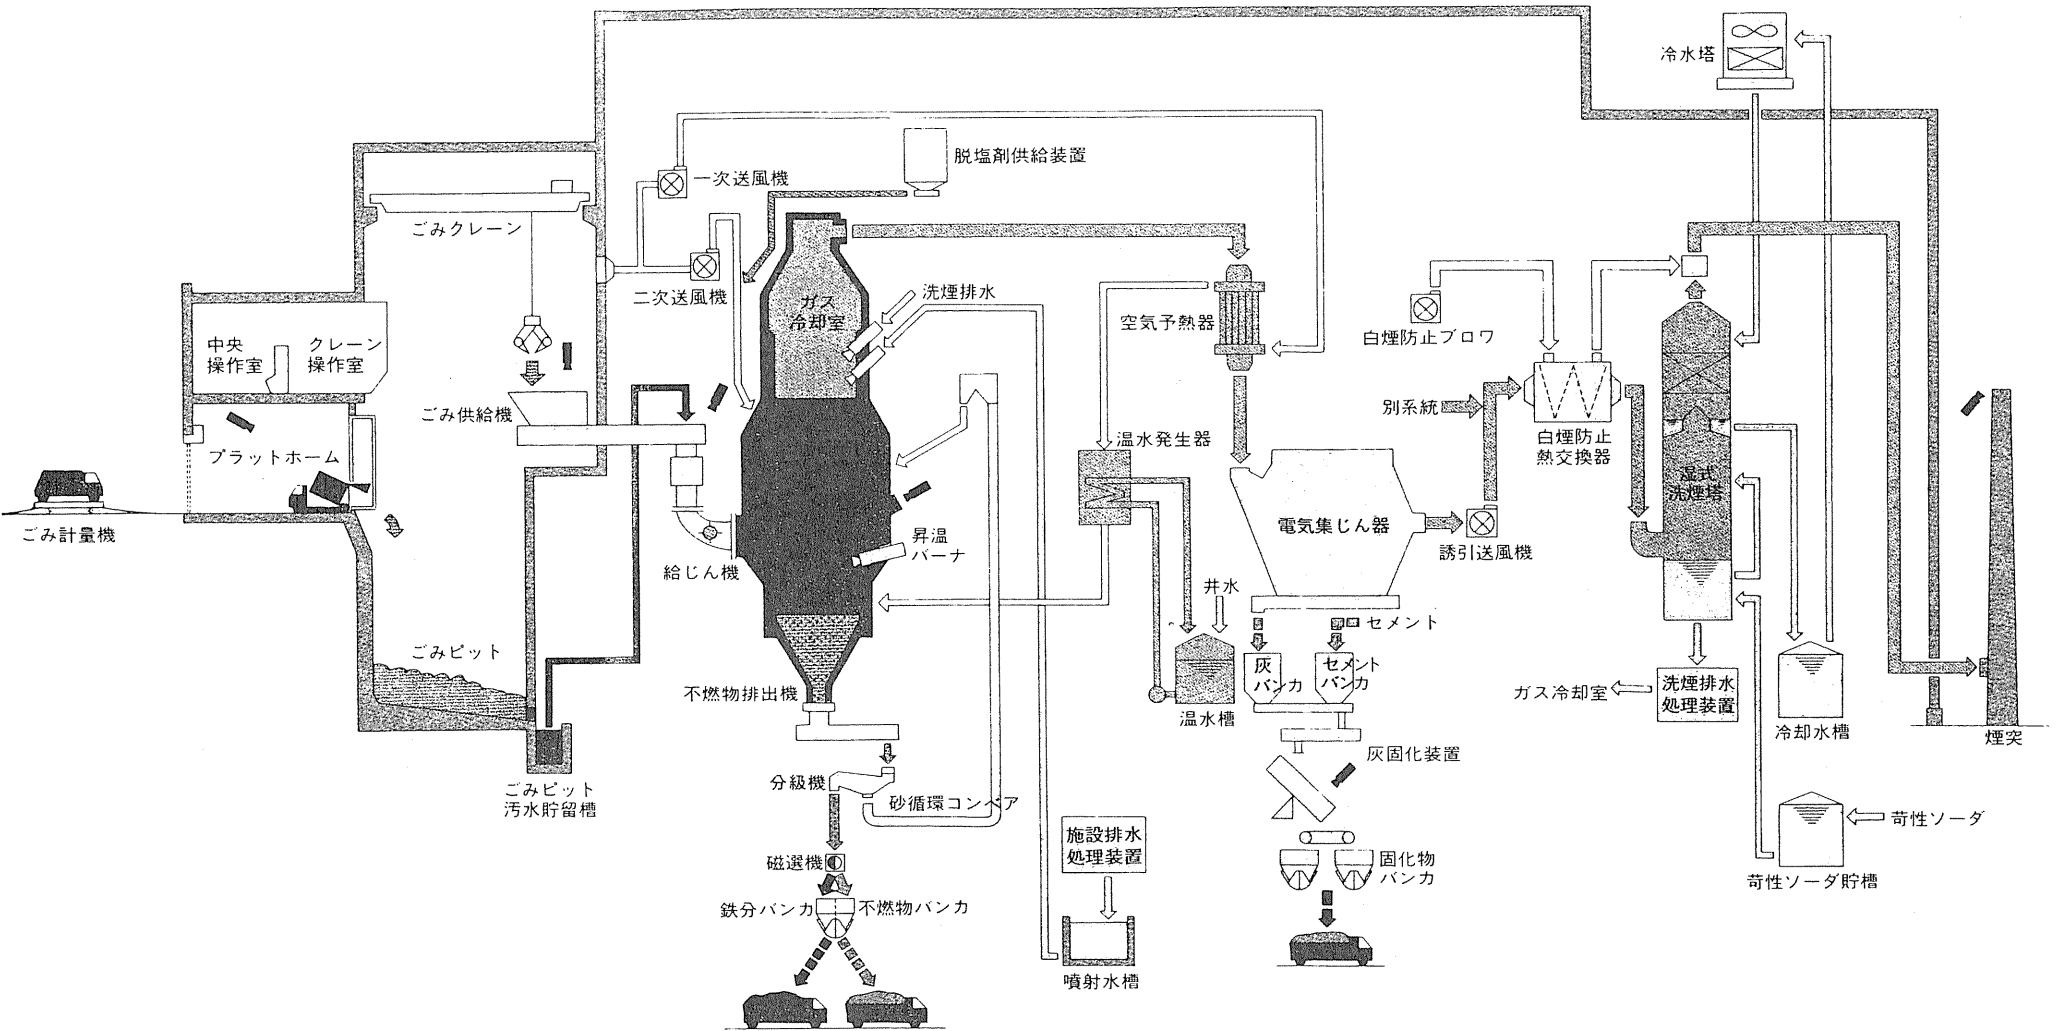 冷水塔
脱塩剤供給装置
一次送風機
ごみクレーン
二次送風機
ガス
冷却室
洗煙排水
空気予熱器
白煙防止ブロワ
中央
操作室
クレーン
操作室
ごみ供給機
別系統
白煙防止
熱交換器
温水発生器
プラットホーム
湿式
洗煙塔
ごみ計量機
電気集じん器
誘引送風機
昇温
バーナ
給じん機
井水
セメント
ごみピット
灰
バンカ
セメント
バンカ
不燃物排出機
温水槽
ガス冷却室
洗煙排水
処理装置
冷却水槽
煙突
灰固化装置
分級機
砂循環コンベア
ごみピット
汚水貯留槽
施設排水
処理装置
苛性ソーダ
磁選機
固化物
バンカ
苛性ソーダ貯槽
鉄分バンカ
不燃物バンカ
噴射水槽